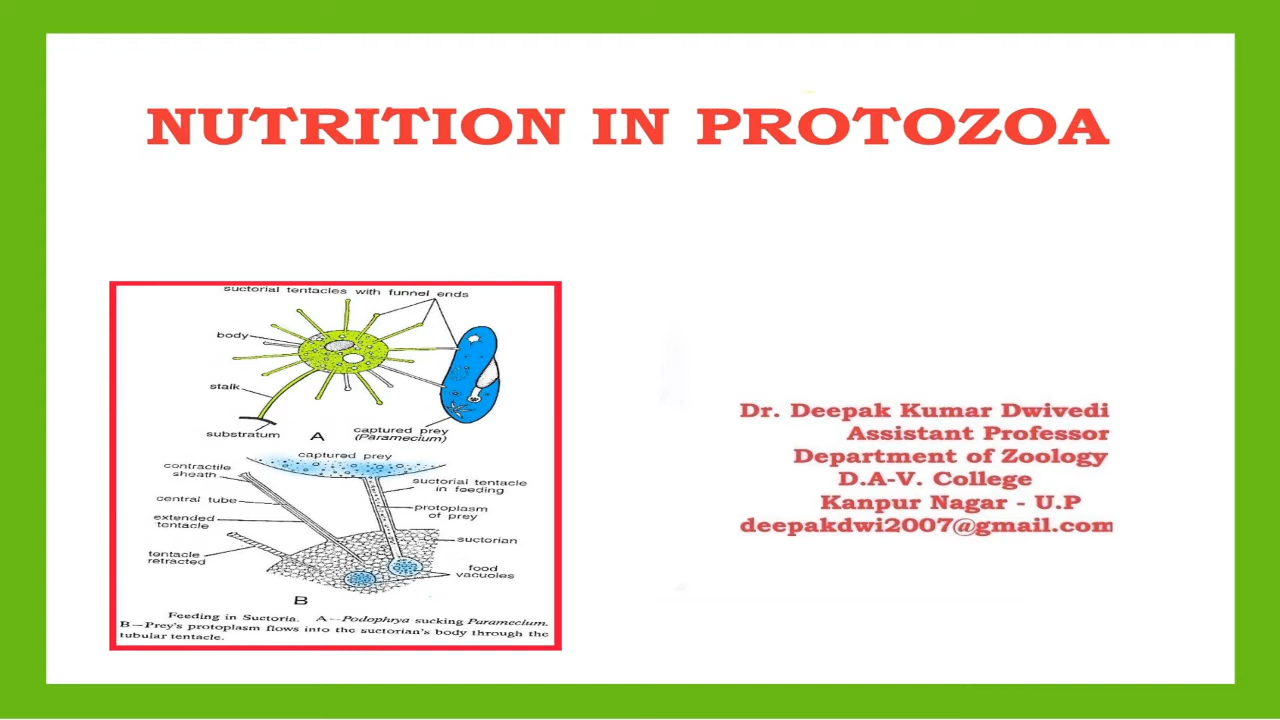 NUTRITION IN PROTOZOA
suctorial tentacles with funnel ends
body
stalk
substratum
A
captured prey
(Paramecium)
captured prey
contractile
sheath
central tube
extended
tentacle
tentacle
retracted
suctorial tentacle
in feeding
protoplasm
of prey
suctorian
food
vacuoles
B
Feeding in Suctoria. A—Podophrya sucking Paramecium.
B—Prey's protoplasm flows into the suctorian's body through the
tubular tentacle.
Dr. Deepak Kumar Dwivedi
Assistant Professor
Department of Zoology
D.A-V. College
Kanpur Nagar - U.P
deepakdwi2007@gmail.com